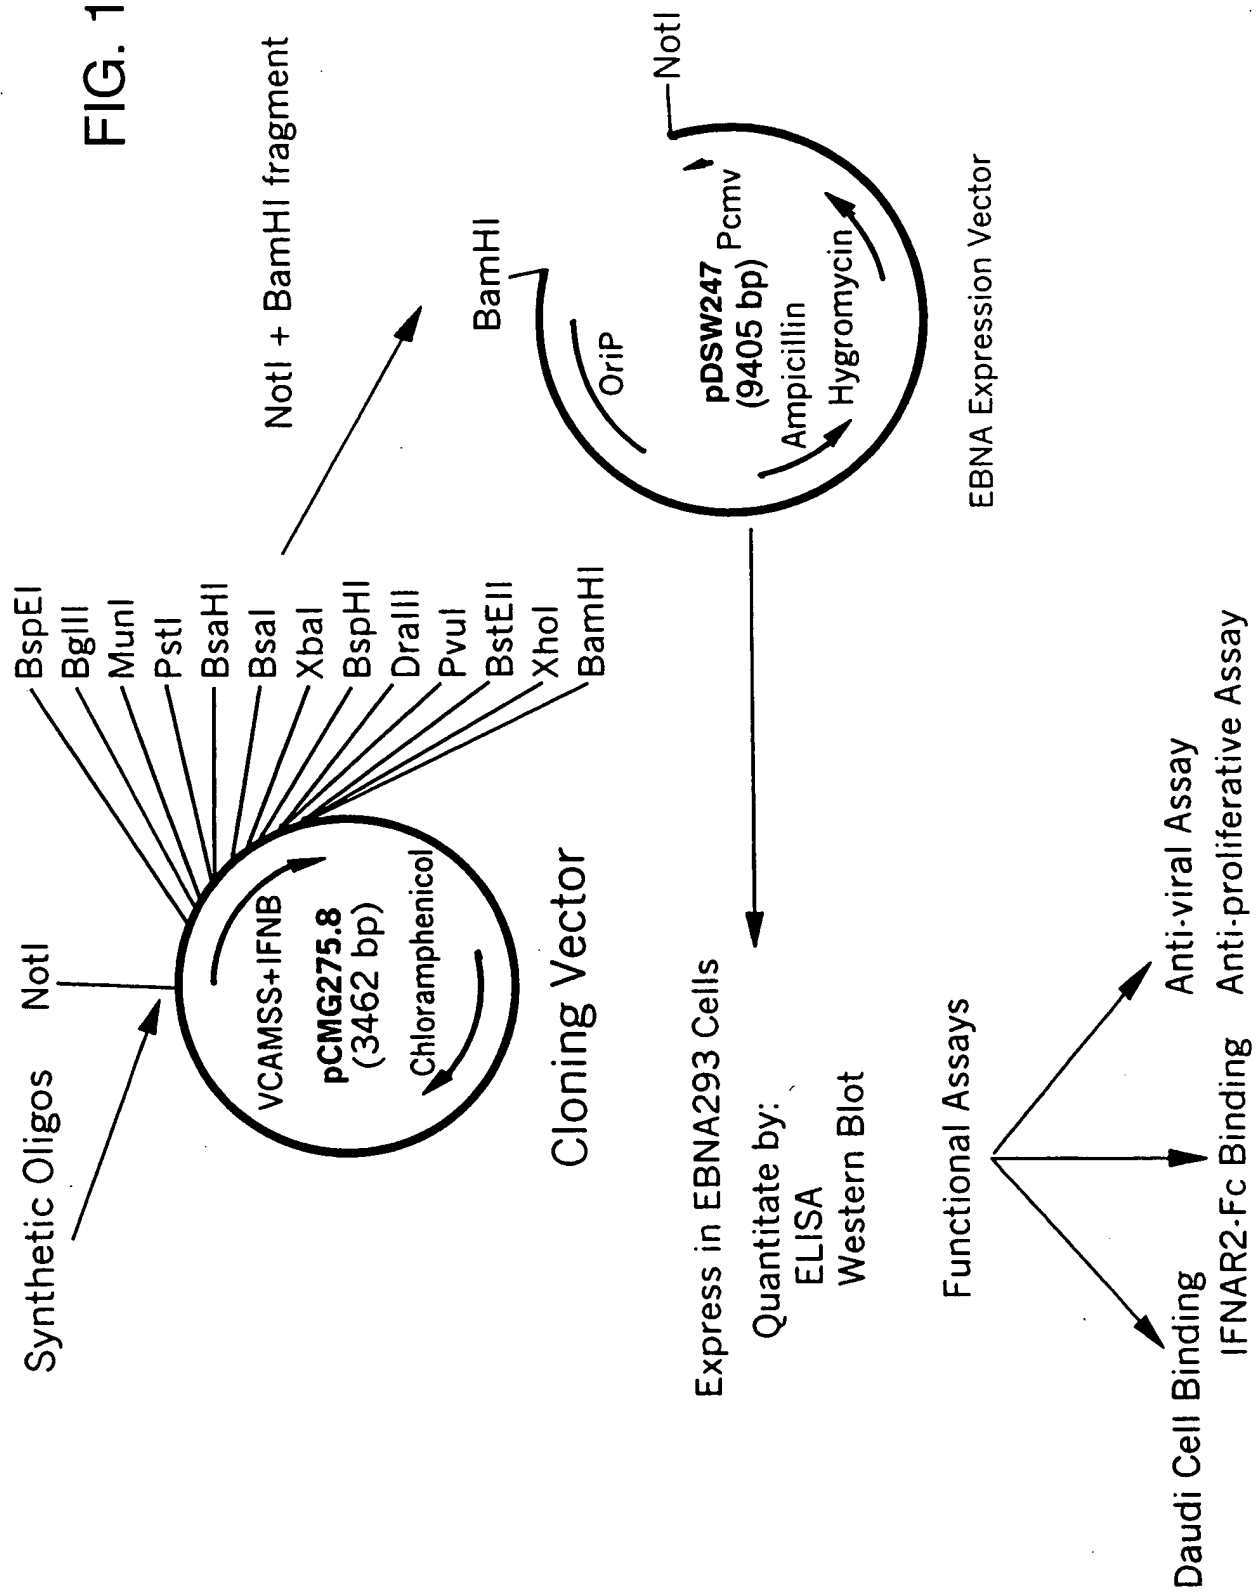 FIG. 1
Synthetic Oligos
NotI
BspEI
BglII
MunI
PstI
BsaHI
BsaI
XbaI
BspHI
DraIII
PvuI
BstEII
XhoI
BamHI
VCAMSS+IFNB
pCMG275.8
(3462 bp)
Chloramphenicol
Cloning Vector
NotI + BamHI fragment
BamHI
NotI
OriP
pDSW247
(9405 bp)
Pcmv
Ampicillin
Hygromycin
EBNA Expression Vector
Express in EBNA293 Cells
Quantitate by:
ELISA
Western Blot
Functional Assays
Daudi Cell Binding
IFNAR2-Fc Binding
Anti-viral Assay
Anti-proliferative Assay